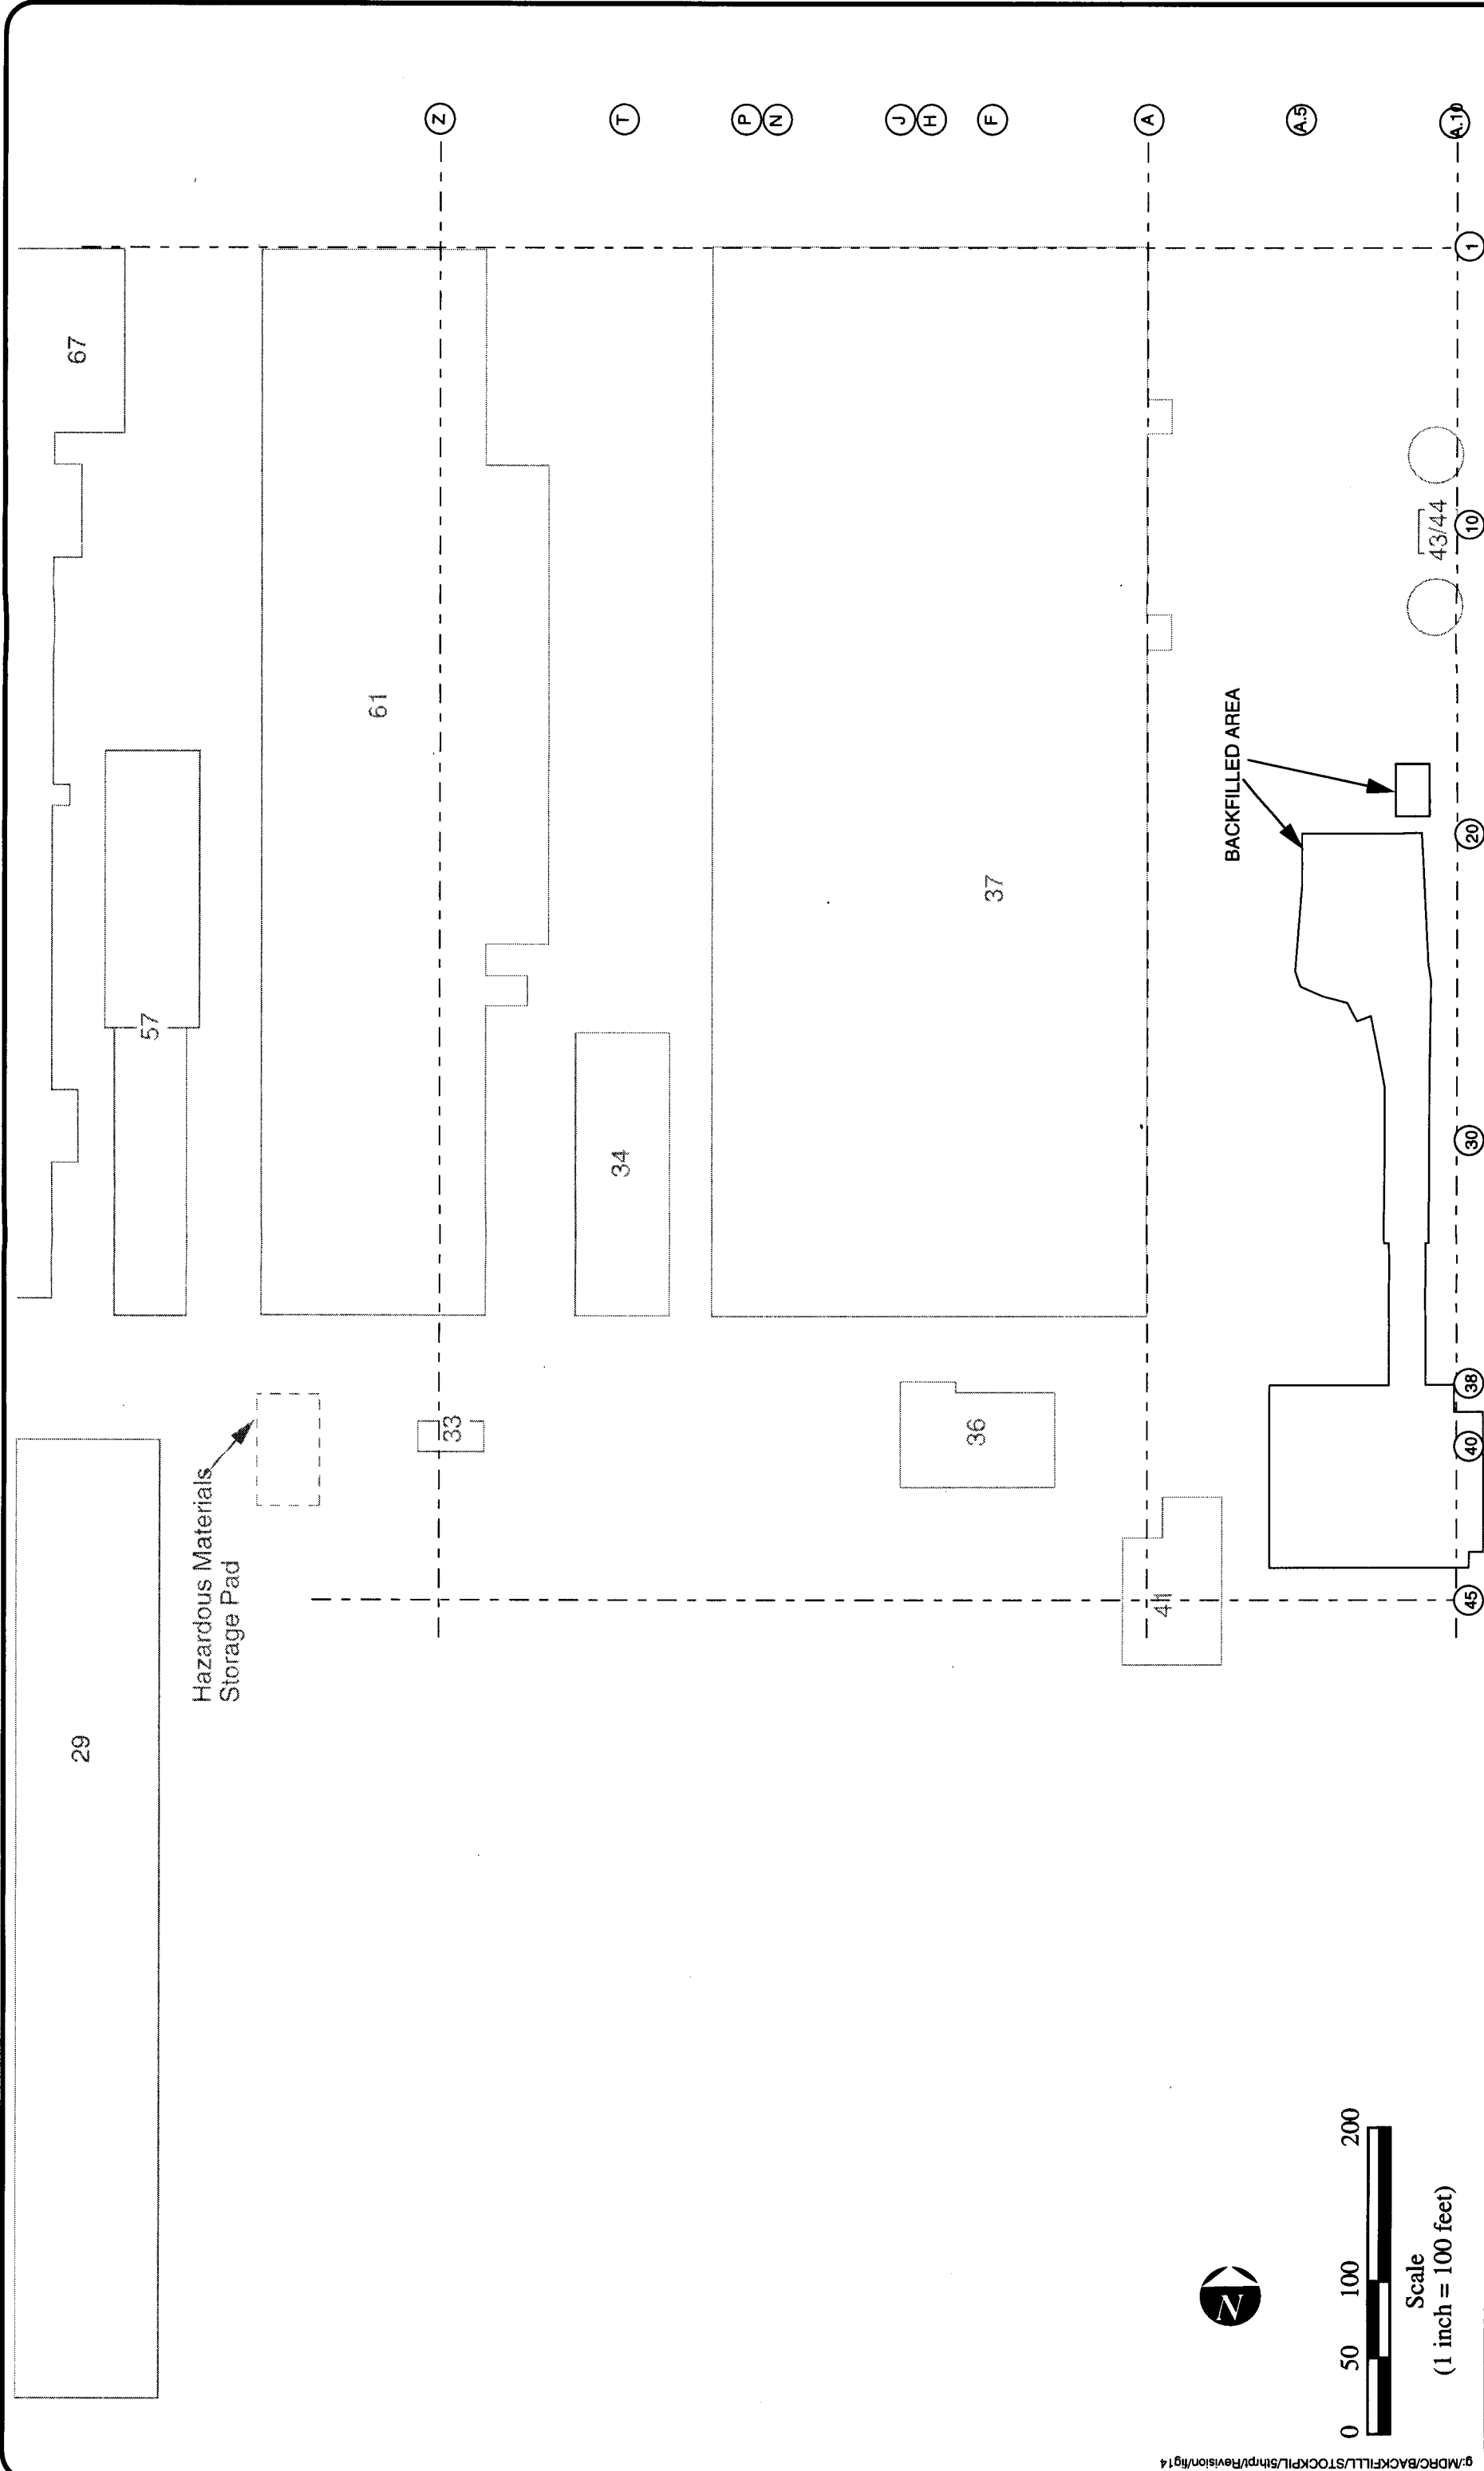 67
29
57
Hazardous Materials
Storage Pad
61
Z
33
T
34
P
N
J
H
F
37
36
A
41
BACKFILLED AREA
A.5
A.10
43/44
1
10
20
30
38
40
45
N
0 50 100 200
Scale
(1 inch = 100 feet)
g:/MDRC/BACKFILLL/STOCKPIL/5thrpt/Revision/fig14